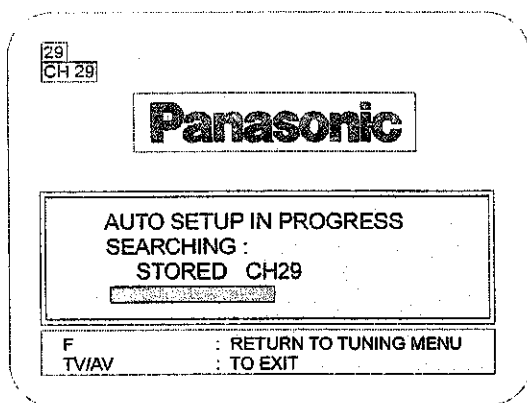 29
CH 29
Panasonic
AUTO SETUP IN PROGRESS
SEARCHING :
STORED CH29
F : RETURN TO TUNING MENU
TV/AV : TO EXIT